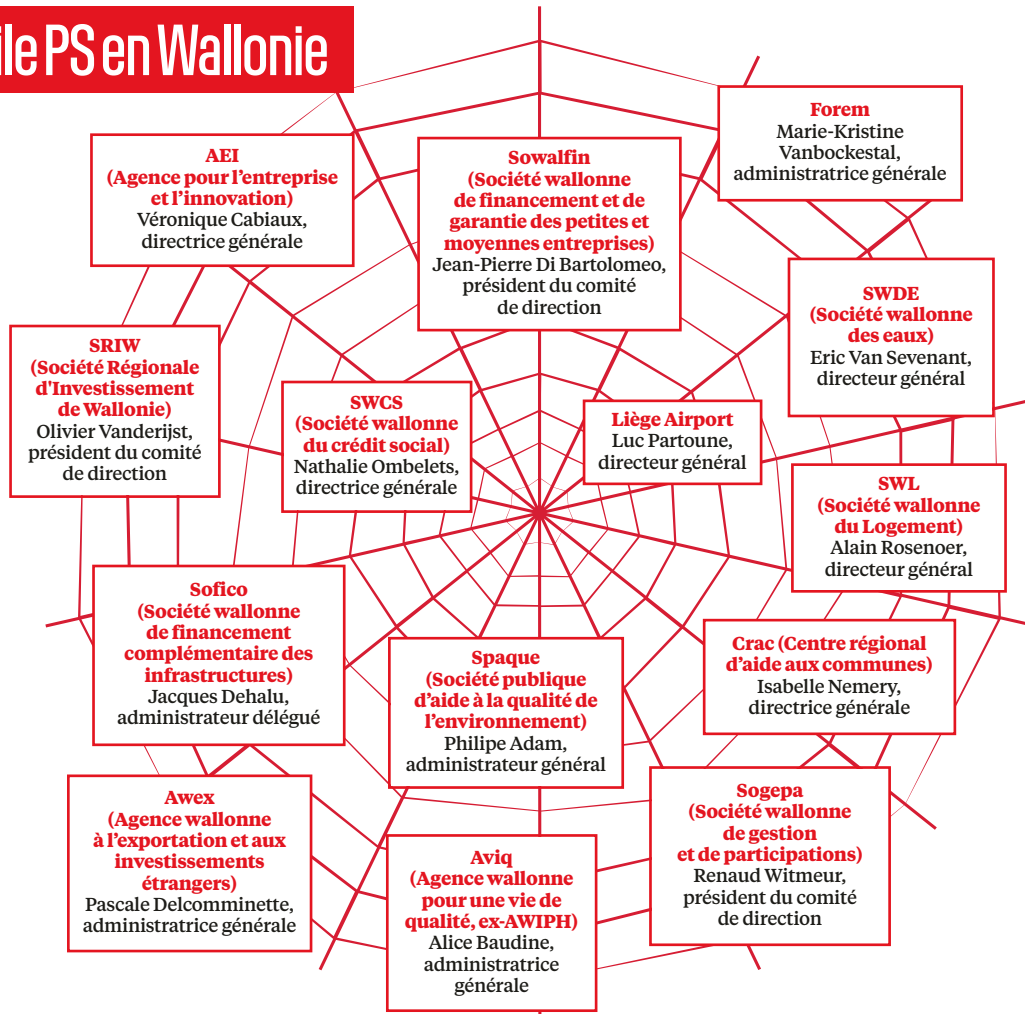 ile PS en Wallonie
AEI
(Agence pour l'entreprise
et l'innovation)
Véronique Cabiaux,
directrice générale
Sowalfin
(Société wallonne
de financement et de
garantie des petites et
moyennes entreprises)
Jean-Pierre Di Bartolomeo,
président du comité
de direction
Forem
Marie-Kristine
Vanbockestal,
administratrice générale
SWDE
(Société wallonne
des eaux)
Eric Van Sevenant,
directeur général
SRIW
(Société Régionale
d'Investissement
de Wallonie)
Olivier Vanderijst,
président du comité
de direction
SWCS
(Société wallonne
du crédit social)
Nathalie Ombelets,
directrice générale
Liège Airport
Luc Partoune,
directeur général
SWL
(Société wallonne
du Logement)
Alain Rosenoer,
directeur général
Sofico
(Société wallonne
de financement
complémentaire des
infrastructures)
Jacques Dehalu,
administrateur délégué
Spaque
(Société publique
d'aide à la qualité de
l'environnement)
Philipe Adam,
administrateur général
Crac (Centre régional
d'aide aux communes)
Isabelle Nemery,
directrice générale
Awex
(Agence wallonne
à l'exportation et aux
investissements
étrangers)
Pascale Delcomminette,
administratrice générale
Aviq
(Agence wallonne
pour une vie de
qualité, ex-AWIPH)
Alice Baudine,
administratrice
générale
Sogepa
(Société wallonne
de gestion
et de participations)
Renaud Witmeur,
président du comité
de direction